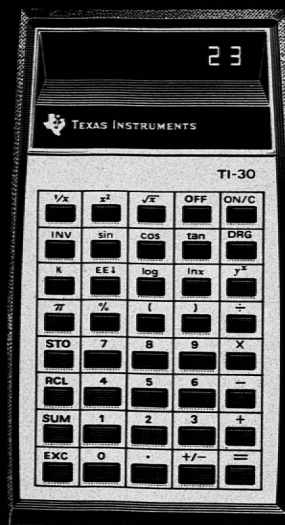 23
TEXAS INSTRUMENTS
TI-30
1/x x² √x OFF ON/C
INV sin cos tan DRG
K EE↓ log lnx yˣ
π % ( ) ÷
STO 7 8 9 X
RCL 4 5 6 −
SUM 1 2 3 +
EXC 0 · +/− =